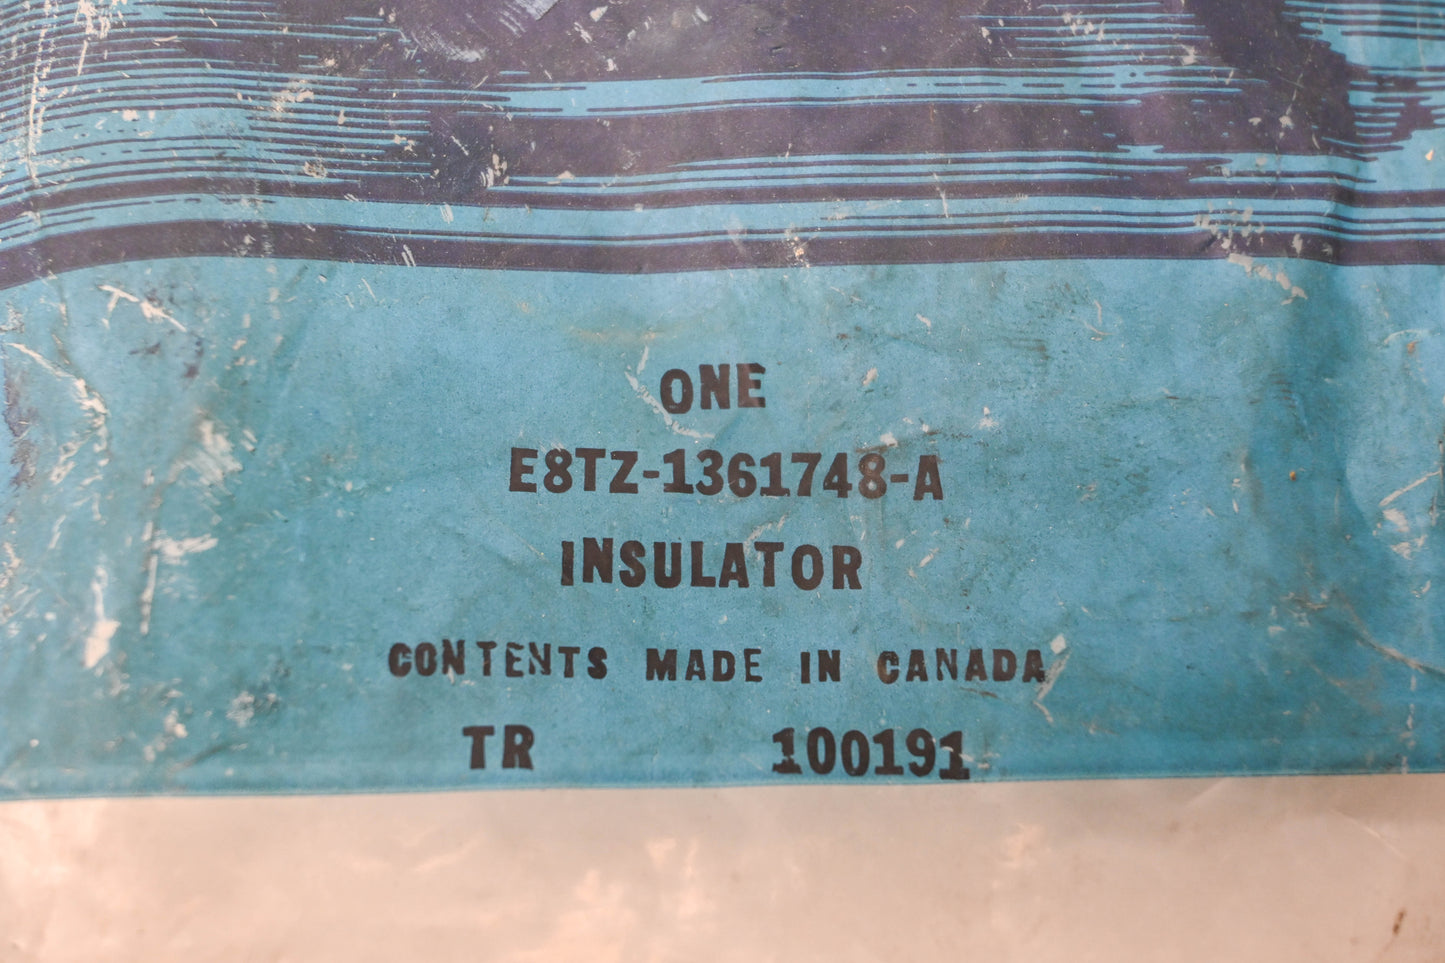 ONE
E8TZ-1361748-A
INSULATOR
CONTENTS MADE IN CANADA
TR 100191